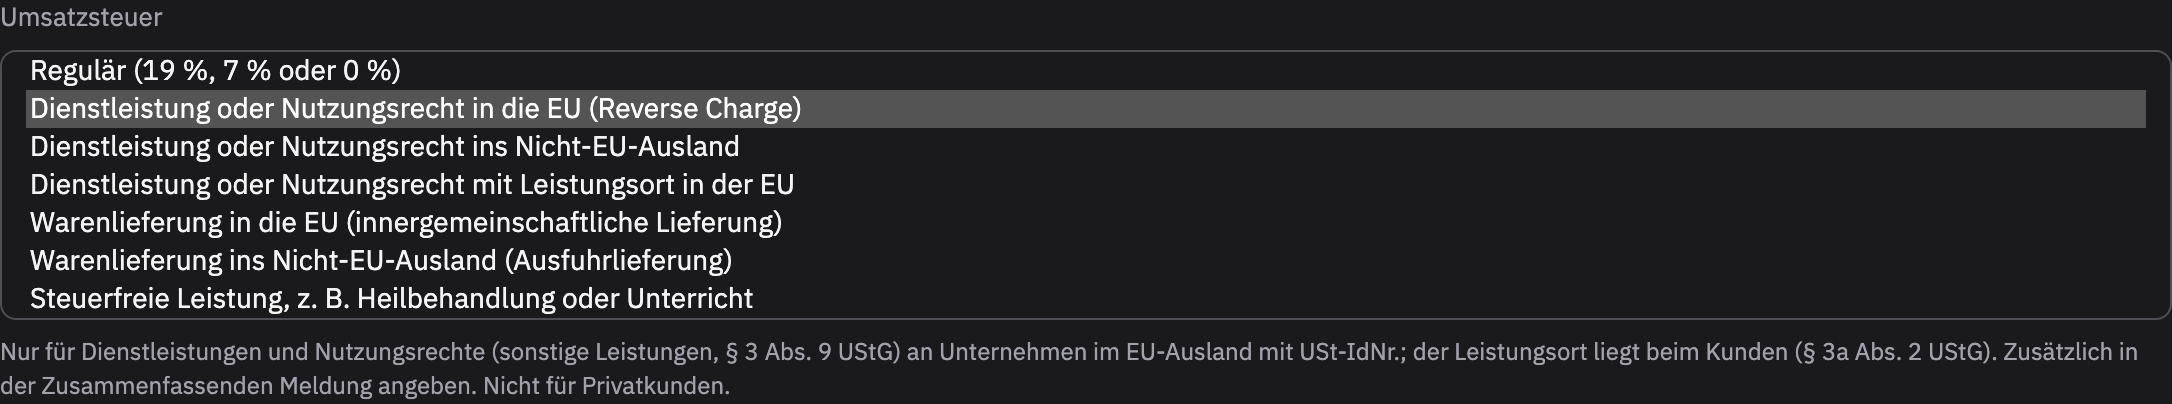 Umsatzsteuer
Regulär (19 %, 7 % oder 0 %)
Dienstleistung oder Nutzungsrecht in die EU (Reverse Charge)
Dienstleistung oder Nutzungsrecht ins Nicht-EU-Ausland
Dienstleistung oder Nutzungsrecht mit Leistungsort in der EU
Warenlieferung in die EU (innergemeinschaftliche Lieferung)
Warenlieferung ins Nicht-EU-Ausland (Ausfuhrlieferung)
Steuerfreie Leistung, z. B. Heilbehandlung oder Unterricht
Nur für Dienstleistungen und Nutzungsrechte (sonstige Leistungen, § 3 Abs. 9 UStG) an Unternehmen im EU-Ausland mit USt-IdNr.; der Leistungsort liegt beim Kunden (§ 3a Abs. 2 UStG). Zusätzlich in
der Zusammenfassenden Meldung angeben. Nicht für Privatkunden.